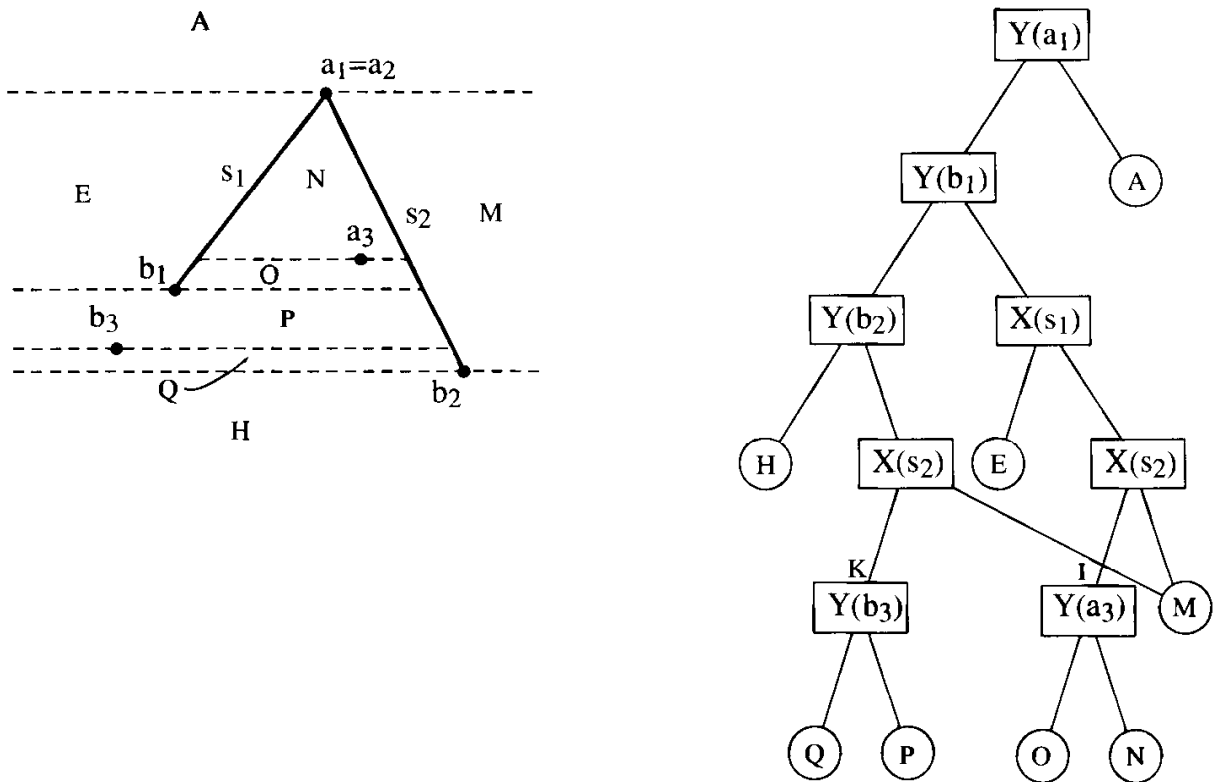 A
a1=a2
s1
N
E
s2
M
a3
b1
O
b3
P
Q
b2
H
Y(a1)
Y(b1)
A
Y(b2)
X(s1)
H
X(s2)
E
X(s2)
K
I
Y(b3)
Y(a3)
M
Q
P
O
N